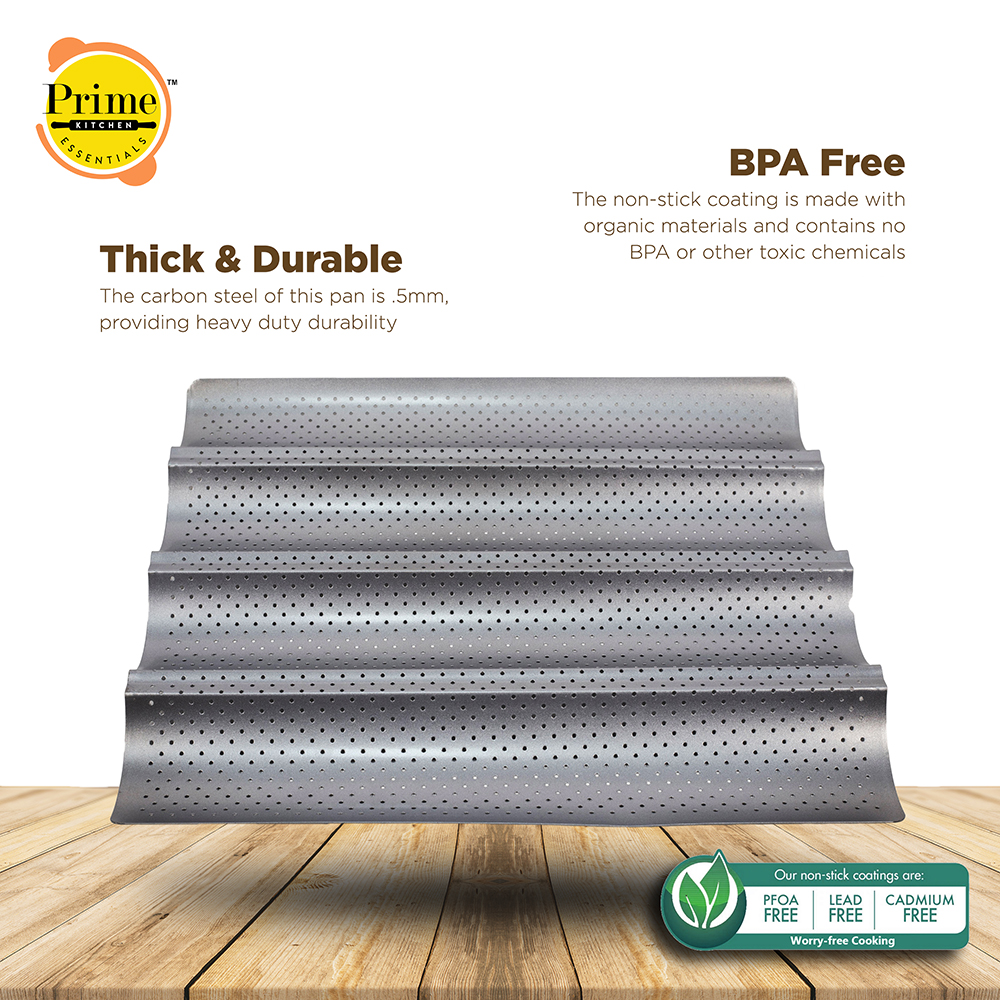 Prime
KITCHEN
ESSENTIALS
TM
BPA Free
The non-stick coating is made with
organic materials and contains no
BPA or other toxic chemicals
Thick & Durable
The carbon steel of this pan is .5mm,
providing heavy duty durability
Our non-stick coatings are:
PFOA FREE
LEAD FREE
CADMIUM FREE
Worry-free Cooking